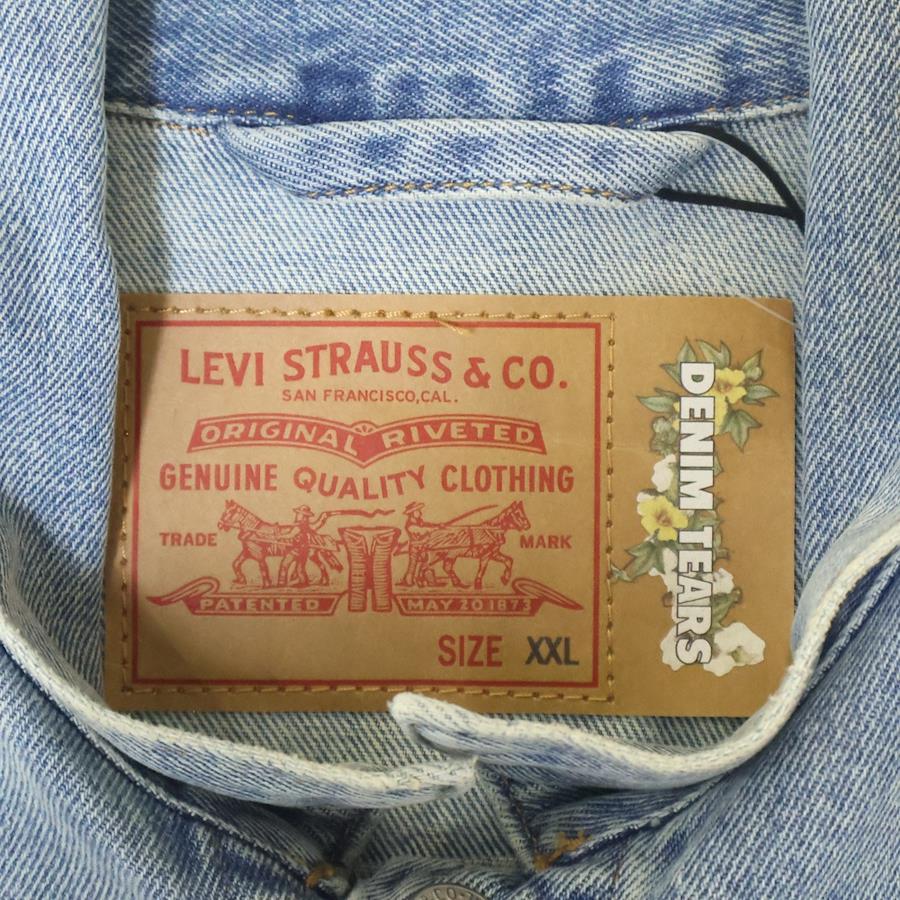 LEVI STRAUSS & CO.
SAN FRANCISCO,CAL.
ORIGINAL RIVETED
GENUINE QUALITY CLOTHING
TRADE MARK
PATENTED MAY 20 1873
SIZE XXL
DENIM TEARS